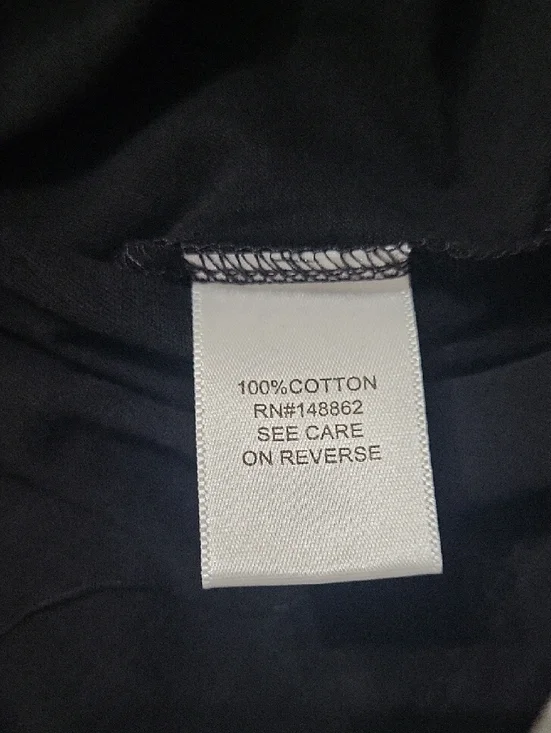 100%COTTON
RN#148862
SEE CARE
ON REVERSE